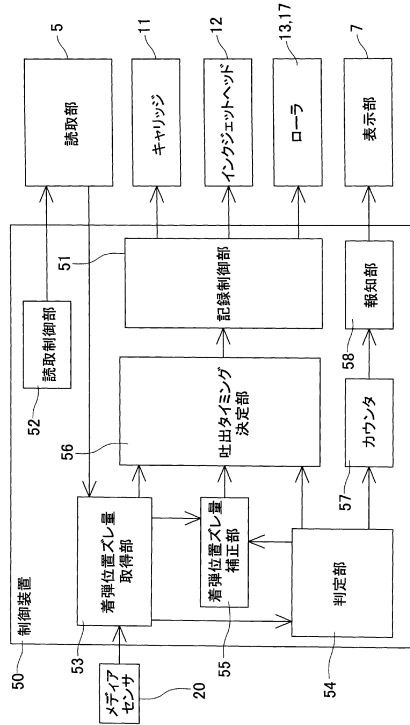 50
制御装置
メディア
センサ
20
53
着弾位置ズレ量
取得部
52
読取制御部
読取部
5
55
着弾位置ズレ量
補正部
56
吐出タイミング
決定部
51
記録制御部
キャリッジ
11
インクジェットヘッド
12
ローラ
13,17
54
判定部
57
カウンタ
58
報知部
表示部
7